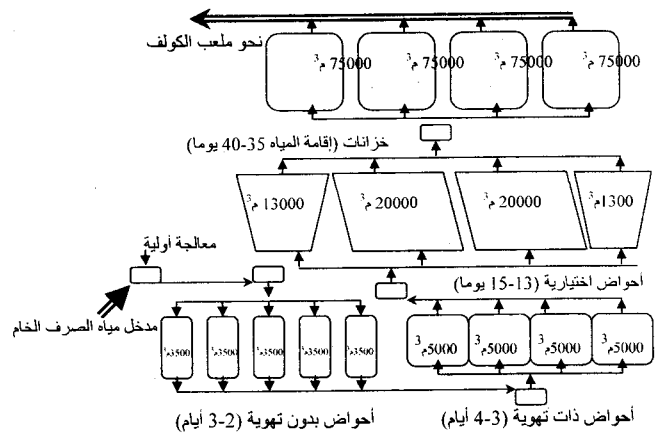 نحو ملعب الكولف
75000 م3
75000 م3
75000 م3
75000 م3
خزانات (إقامة المياه 35-40 يوما)
13000 م3
20000 م3
20000 م3
1300م3
معالجة أولية
أحواض اختيارية (13-15 يوما)
مدخل مياه الصرف الخام
3500م3
3500م3
3500م3
3500م3
3500م3
5000م3
5000م3
5000م3
5000م3
أحواض بدون تهوية (2-3 أيام)
أحواض ذات تهوية (3-4 أيام)